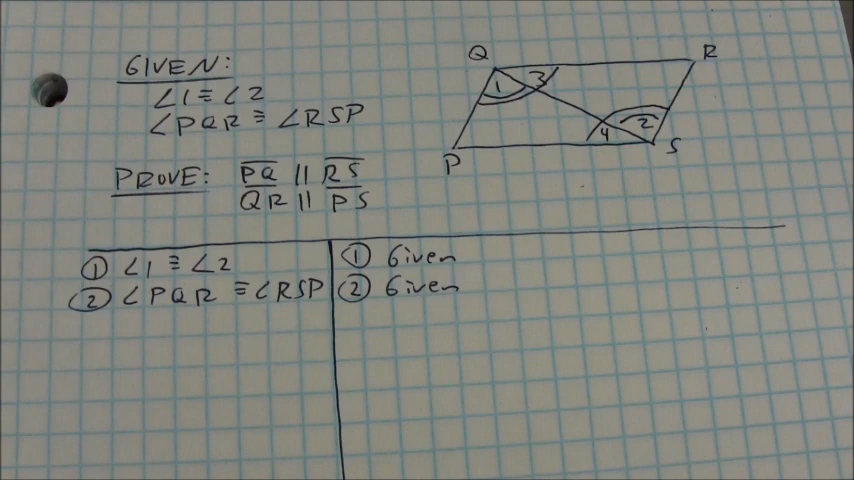 GIVEN:
∠1 ≅ ∠2
∠PQR ≅ ∠RSP
PROVE: PQ || RS
QR || PS
Q R
1 3
4 2
P S
① ∠1 ≅ ∠2
② ∠PQR ≅ ∠RSP
① Given
② Given